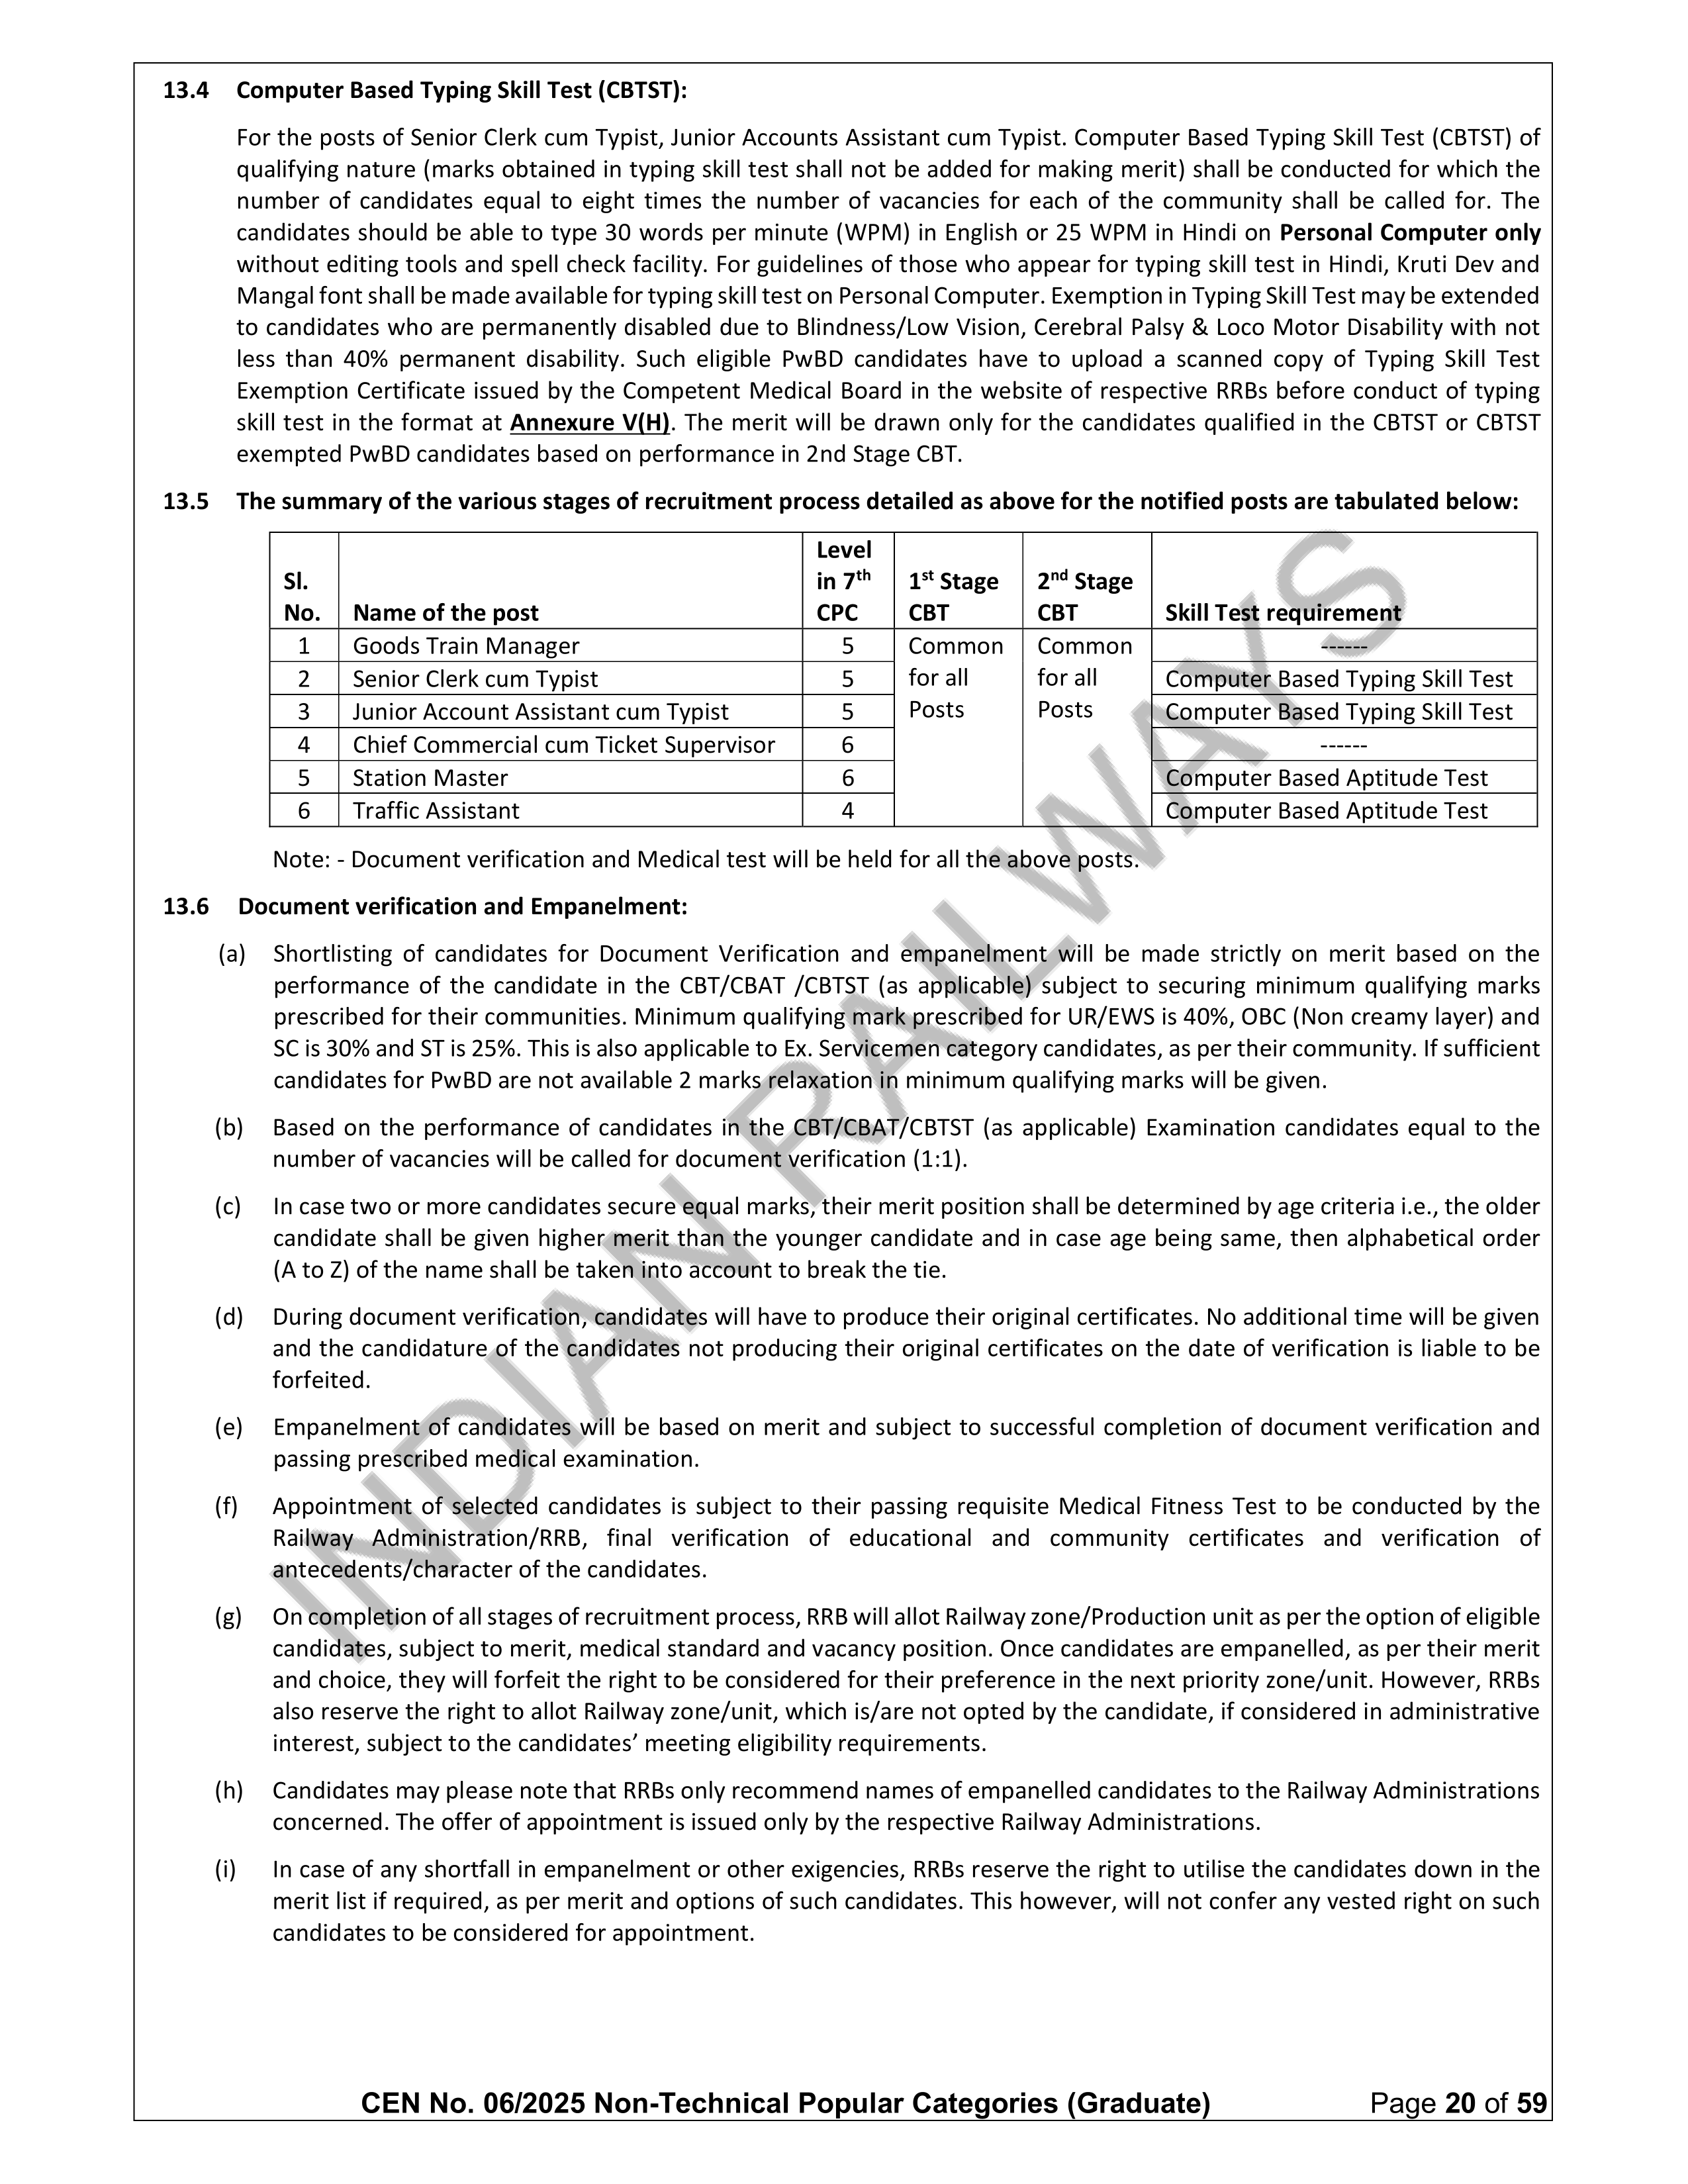 13.4 Computer Based Typing Skill Test (CBTST):
For the posts of Senior Clerk cum Typist, Junior Accounts Assistant cum Typist. Computer Based Typing Skill Test (CBTST) of
qualifying nature (marks obtained in typing skill test shall not be added for making merit) shall be conducted for which the
number of candidates equal to eight times the number of vacancies for each of the community shall be called for. The
candidates should be able to type 30 words per minute (WPM) in English or 25 WPM in Hindi on Personal Computer only
without editing tools and spell check facility. For guidelines of those who appear for typing skill test in Hindi, Kruti Dev and
Mangal font shall be made available for typing skill test on Personal Computer. Exemption in Typing Skill Test may be extended
to candidates who are permanently disabled due to Blindness/Low Vision, Cerebral Palsy & Loco Motor Disability with not
less than 40% permanent disability. Such eligible PwBD candidates have to upload a scanned copy of Typing Skill Test
Exemption Certificate issued by the Competent Medical Board in the website of respective RRBs before conduct of typing
skill test in the format at Annexure V(H). The merit will be drawn only for the candidates qualified in the CBTST or CBTST
exempted PwBD candidates based on performance in 2nd Stage CBT.
13.5 The summary of the various stages of recruitment process detailed as above for the notified posts are tabulated below:
Sl. No. Name of the post Level in 7th CPC 1st Stage CBT 2nd Stage CBT Skill Test requirement
1 Goods Train Manager 5 Common for all Posts Common for all Posts ------
2 Senior Clerk cum Typist 5 Computer Based Typing Skill Test
3 Junior Account Assistant cum Typist 5 Computer Based Typing Skill Test
4 Chief Commercial cum Ticket Supervisor 6 ------
5 Station Master 6 Computer Based Aptitude Test
6 Traffic Assistant 4 Computer Based Aptitude Test
Note: - Document verification and Medical test will be held for all the above posts.
13.6 Document verification and Empanelment:
(a) Shortlisting of candidates for Document Verification and empanelment will be made strictly on merit based on the
performance of the candidate in the CBT/CBAT /CBTST (as applicable) subject to securing minimum qualifying marks
prescribed for their communities. Minimum qualifying mark prescribed for UR/EWS is 40%, OBC (Non creamy layer) and
SC is 30% and ST is 25%. This is also applicable to Ex. Servicemen category candidates, as per their community. If sufficient
candidates for PwBD are not available 2 marks relaxation in minimum qualifying marks will be given.
(b) Based on the performance of candidates in the CBT/CBAT/CBTST (as applicable) Examination candidates equal to the
number of vacancies will be called for document verification (1:1).
(c) In case two or more candidates secure equal marks, their merit position shall be determined by age criteria i.e., the older
candidate shall be given higher merit than the younger candidate and in case age being same, then alphabetical order
(A to Z) of the name shall be taken into account to break the tie.
(d) During document verification, candidates will have to produce their original certificates. No additional time will be given
and the candidature of the candidates not producing their original certificates on the date of verification is liable to be
forfeited.
(e) Empanelment of candidates will be based on merit and subject to successful completion of document verification and
passing prescribed medical examination.
(f) Appointment of selected candidates is subject to their passing requisite Medical Fitness Test to be conducted by the
Railway Administration/RRB, final verification of educational and community certificates and verification of
antecedents/character of the candidates.
(g) On completion of all stages of recruitment process, RRB will allot Railway zone/Production unit as per the option of eligible
candidates, subject to merit, medical standard and vacancy position. Once candidates are empanelled, as per their merit
and choice, they will forfeit the right to be considered for their preference in the next priority zone/unit. However, RRBs
also reserve the right to allot Railway zone/unit, which is/are not opted by the candidate, if considered in administrative
interest, subject to the candidates’ meeting eligibility requirements.
(h) Candidates may please note that RRBs only recommend names of empanelled candidates to the Railway Administrations
concerned. The offer of appointment is issued only by the respective Railway Administrations.
(i) In case of any shortfall in empanelment or other exigencies, RRBs reserve the right to utilise the candidates down in the
merit list if required, as per merit and options of such candidates. This however, will not confer any vested right on such
candidates to be considered for appointment.
INDIAN RAILWAYS
CEN No. 06/2025 Non-Technical Popular Categories (Graduate) Page 20 of 59